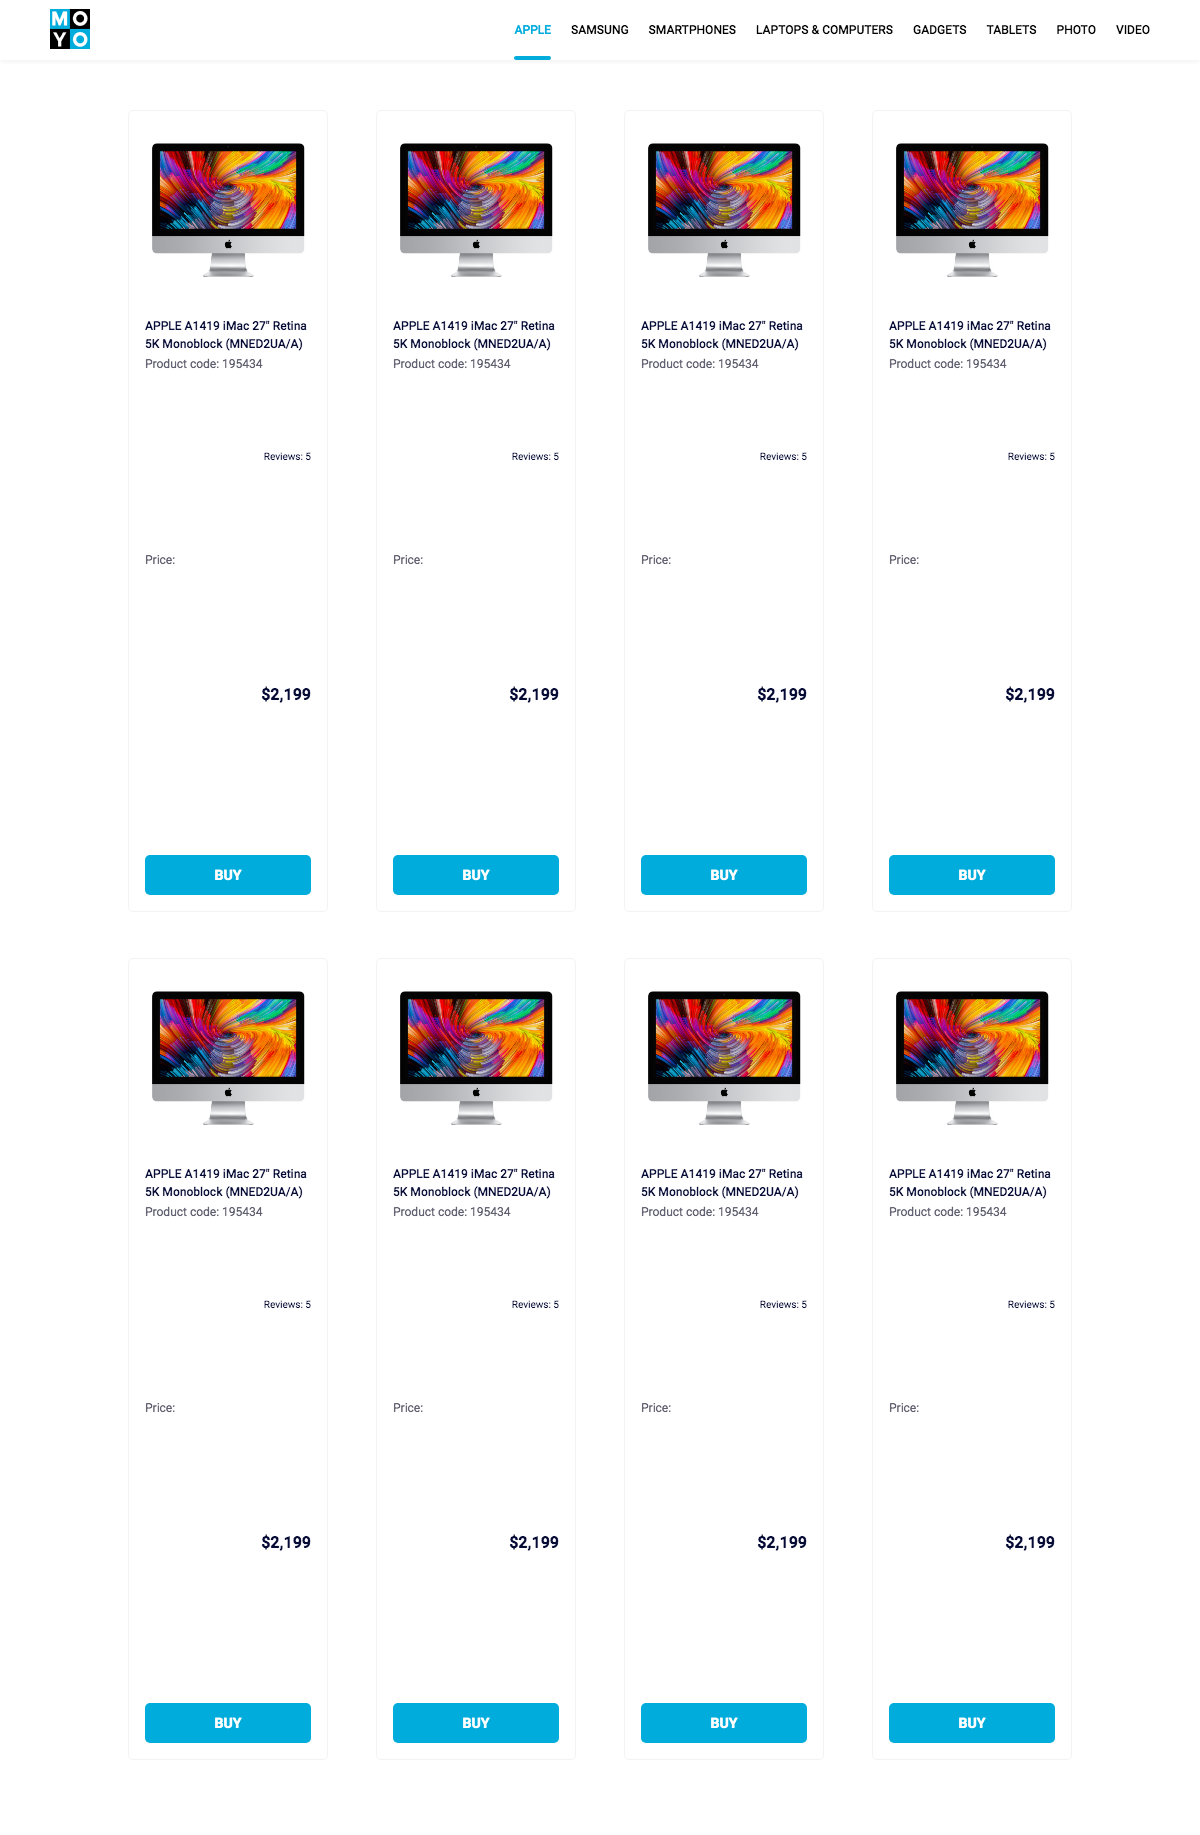 MO
YO
APPLE SAMSUNG SMARTPHONES LAPTOPS & COMPUTERS GADGETS TABLETS PHOTO VIDEO
APPLE A1419 iMac 27" Retina
5K Monoblock (MNED2UA/A)
Product code: 195434
Reviews: 5
Price:
$2,199
BUY
APPLE A1419 iMac 27" Retina
5K Monoblock (MNED2UA/A)
Product code: 195434
Reviews: 5
Price:
$2,199
BUY
APPLE A1419 iMac 27" Retina
5K Monoblock (MNED2UA/A)
Product code: 195434
Reviews: 5
Price:
$2,199
BUY
APPLE A1419 iMac 27" Retina
5K Monoblock (MNED2UA/A)
Product code: 195434
Reviews: 5
Price:
$2,199
BUY
APPLE A1419 iMac 27" Retina
5K Monoblock (MNED2UA/A)
Product code: 195434
Reviews: 5
Price:
$2,199
BUY
APPLE A1419 iMac 27" Retina
5K Monoblock (MNED2UA/A)
Product code: 195434
Reviews: 5
Price:
$2,199
BUY
APPLE A1419 iMac 27" Retina
5K Monoblock (MNED2UA/A)
Product code: 195434
Reviews: 5
Price:
$2,199
BUY
APPLE A1419 iMac 27" Retina
5K Monoblock (MNED2UA/A)
Product code: 195434
Reviews: 5
Price:
$2,199
BUY